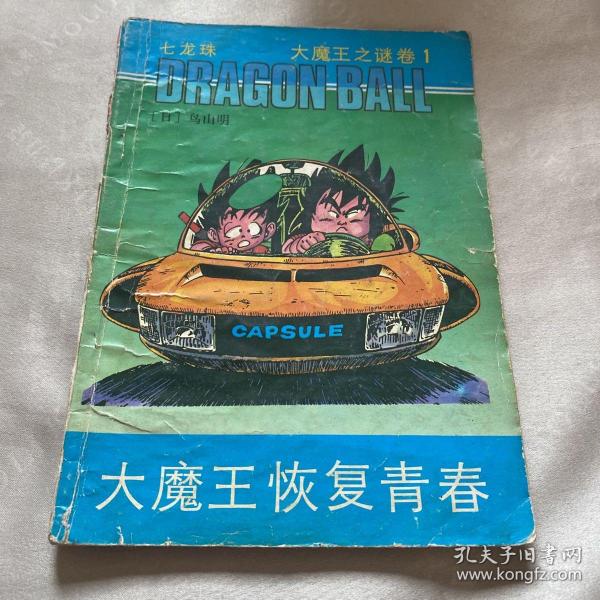 七龙珠 大魔王之谜卷1
DRAGON BALL
[日] 鸟山明
CAPSULE
大魔王恢复青春
孔夫子旧书网
www.kongfz.com